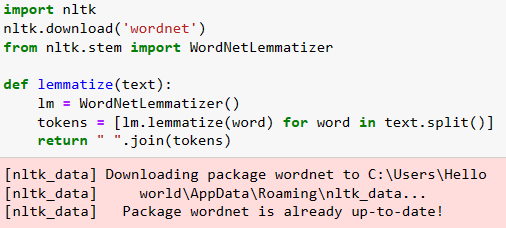 import nltk
nltk.download('wordnet')
from nltk.stem import WordNetLemmatizer

def lemmatize(text):
    lm = WordNetLemmatizer()
    tokens = [lm.lemmatize(word) for word in text.split()]
    return " ".join(tokens)
[nltk_data] Downloading package wordnet to C:\Users\Hello
[nltk_data]     world\AppData\Roaming\nltk_data...
[nltk_data]   Package wordnet is already up-to-date!